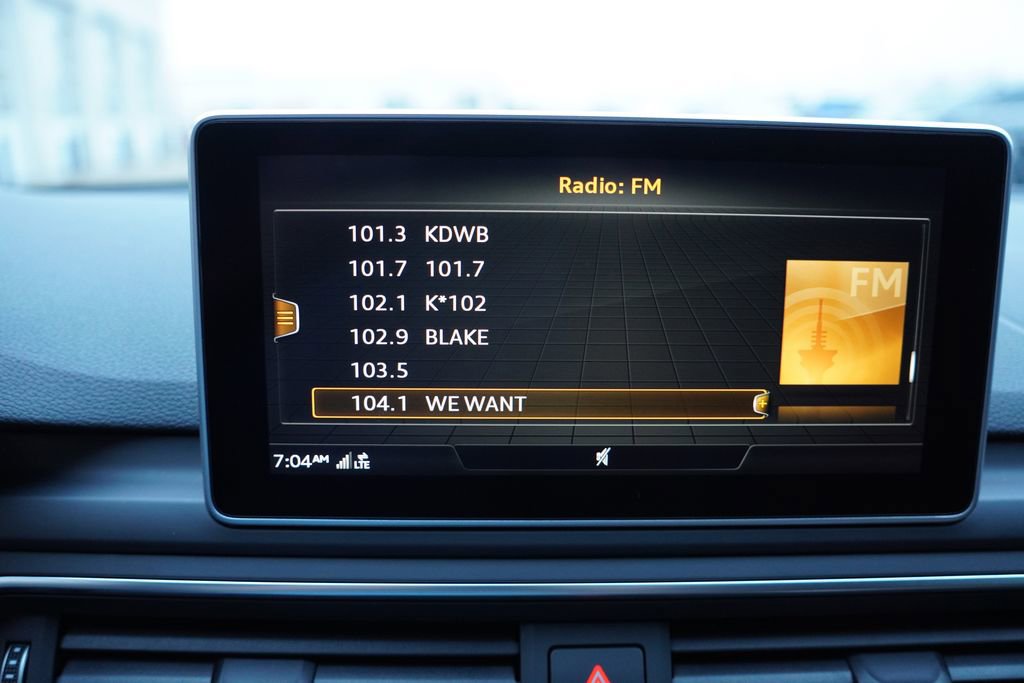 Radio: FM
101.3 KDWB
101.7 101.7
102.1 K*102
102.9 BLAKE
103.5
104.1 WE WANT
FM
7:04AM LTE